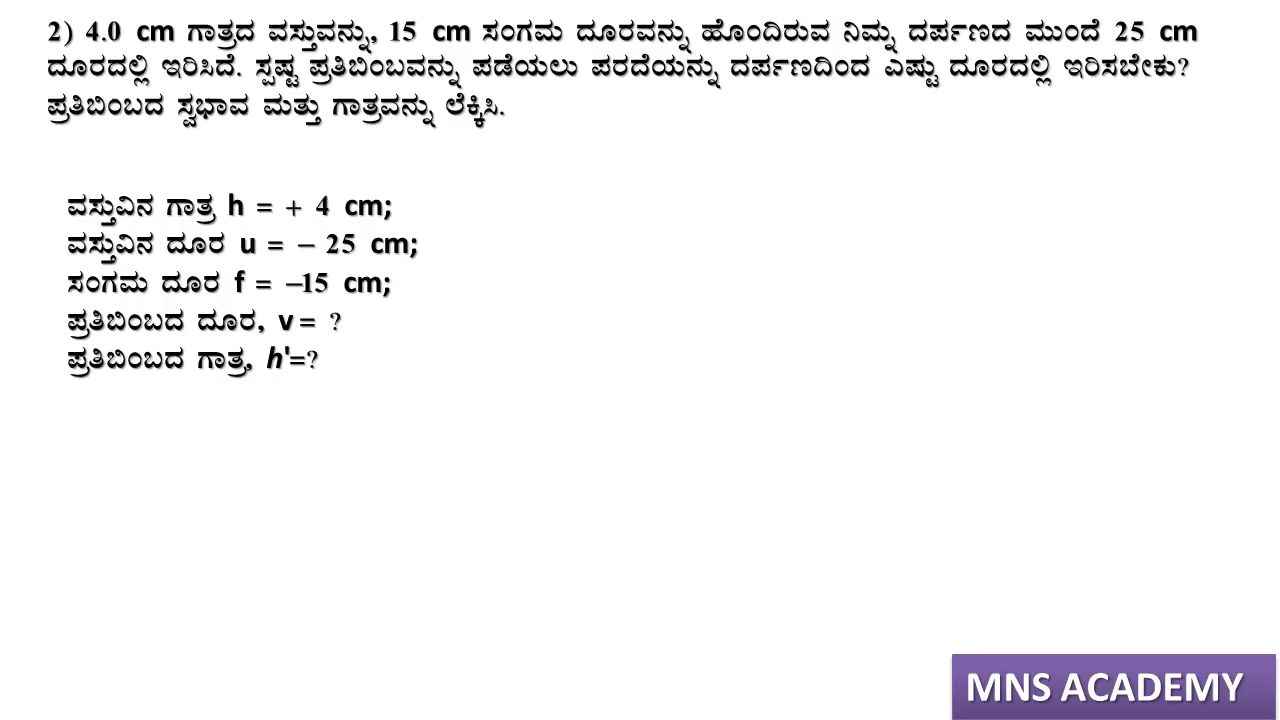 2) 4.0 cm ಗಾತ್ರದ ವಸ್ತುವನ್ನು, 15 cm ಸಂಗಮ ದೂರವನ್ನು ಹೊಂದಿರುವ ನಿಮ್ನ ದರ್ಪಣದ ಮುಂದೆ 25 cm
ದೂರದಲ್ಲಿ ಇರಿಸಿದೆ. ಸ್ಪಷ್ಟ ಪ್ರತಿಬಿಂಬವನ್ನು ಪಡೆಯಲು ಪರದೆಯನ್ನು ದರ್ಪಣದಿಂದ ಎಷ್ಟು ದೂರದಲ್ಲಿ ಇರಿಸಬೇಕು?
ಪ್ರತಿಬಿಂಬದ ಸ್ವಭಾವ ಮತ್ತು ಗಾತ್ರವನ್ನು ಲೆಕ್ಕಿಸಿ.
ವಸ್ತುವಿನ ಗಾತ್ರ h = + 4 cm;
ವಸ್ತುವಿನ ದೂರ u = – 25 cm;
ಸಂಗಮ ದೂರ f = –15 cm;
ಪ್ರತಿಬಿಂಬದ ದೂರ, v = ?
ಪ್ರತಿಬಿಂಬದ ಗಾತ್ರ, h'=?
MNS ACADEMY